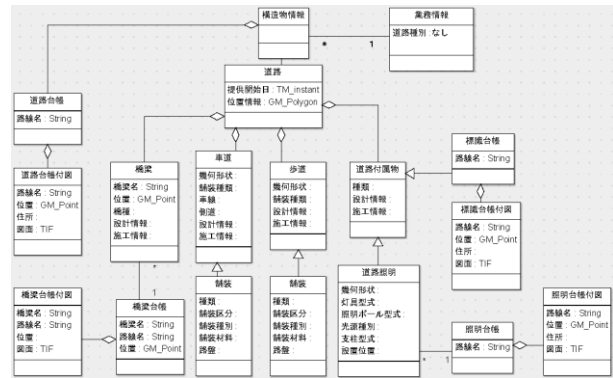 構造物情報
業務情報
道路種別：なし
*
1
道路
提供開始日：TM_instant
位置情報：GM_Polygon
道路台帳
路線名：String
道路台帳付図
路線名：String
位置：GM_Point
住所：
図面：TIF
橋梁
橋梁名：String
位置：GM_Point
橋種：
設計情報：
施工情報：
車道
幾何形状：
舗装種類：
車線：
側道：
設計情報：
施工情報：
歩道
幾何形状：
舗装種類：
設計情報：
施工情報：
道路付属物
種類：
設計情報：
施工情報：
標識台帳
路線名：String
標識台帳付図
路線名：String
位置：GM_Point
住所：
図面：TIF
*
1
橋梁台帳付図
橋梁名：String
路線名：String
位置：
図面：TIF
橋梁台帳
橋梁名：String
路線名：String
位置：GM_Point
舗装
種類：
舗装区分：
舗装種別：
舗装材料：
路盤：
舗装
種類：
舗装区分：
舗装種別：
舗装材料：
路盤：
道路照明
幾何形状：
灯具型式：
照明ポール型式：
光源種別：
支柱型式：
設置位置：
*
1
照明台帳
路線名：String
照明台帳付図
路線名：String
位置：GM_Point
住所：
図面：TIF